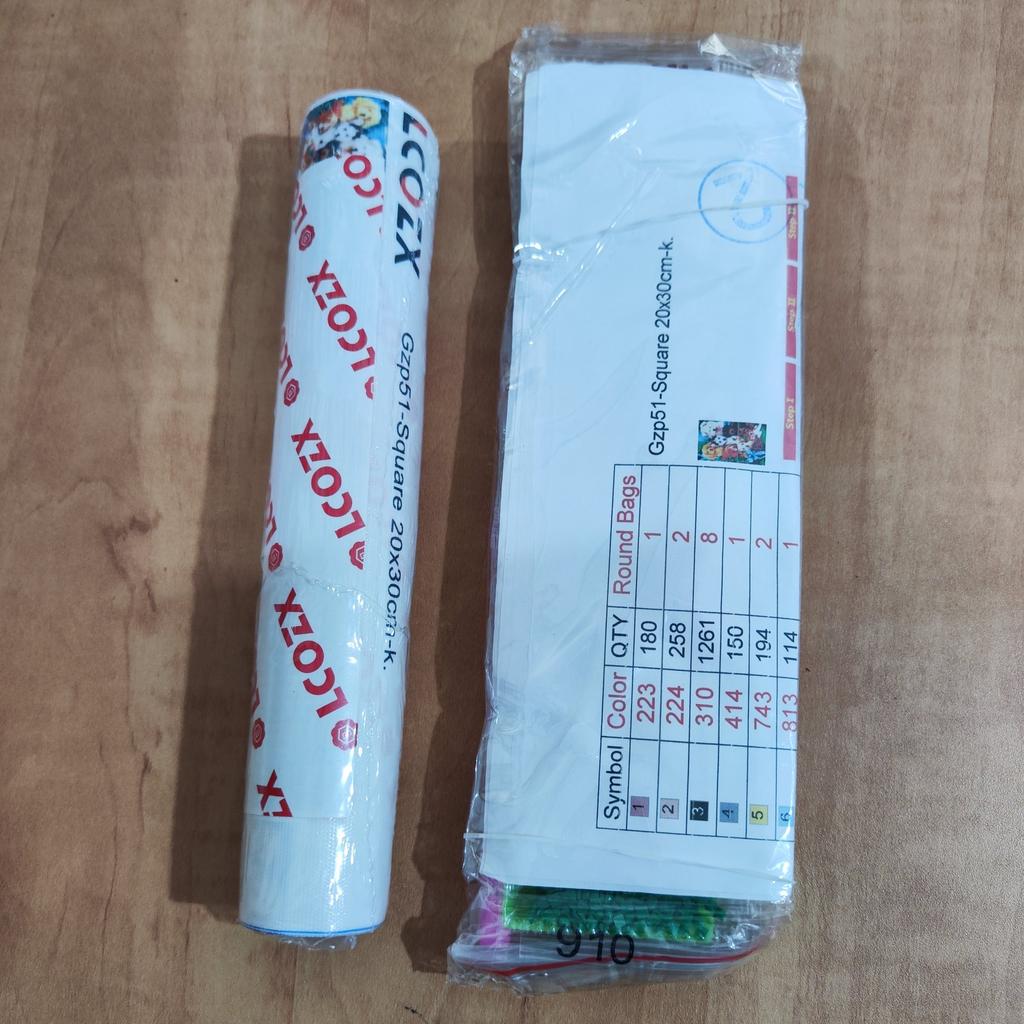 LCOZX
Gzp51-Square 20x30cm-k.
LCO
LCOZX
LCOZX
LCOZX
ZX
Gzp51-Square 20x30cm-k.
Step I
Step II
Symbol Color QTY Round Bags
1 223 180 1
2 224 258 2
3 310 1261 8
4 414 150 1
5 743 194 2
6 813 114 1
910